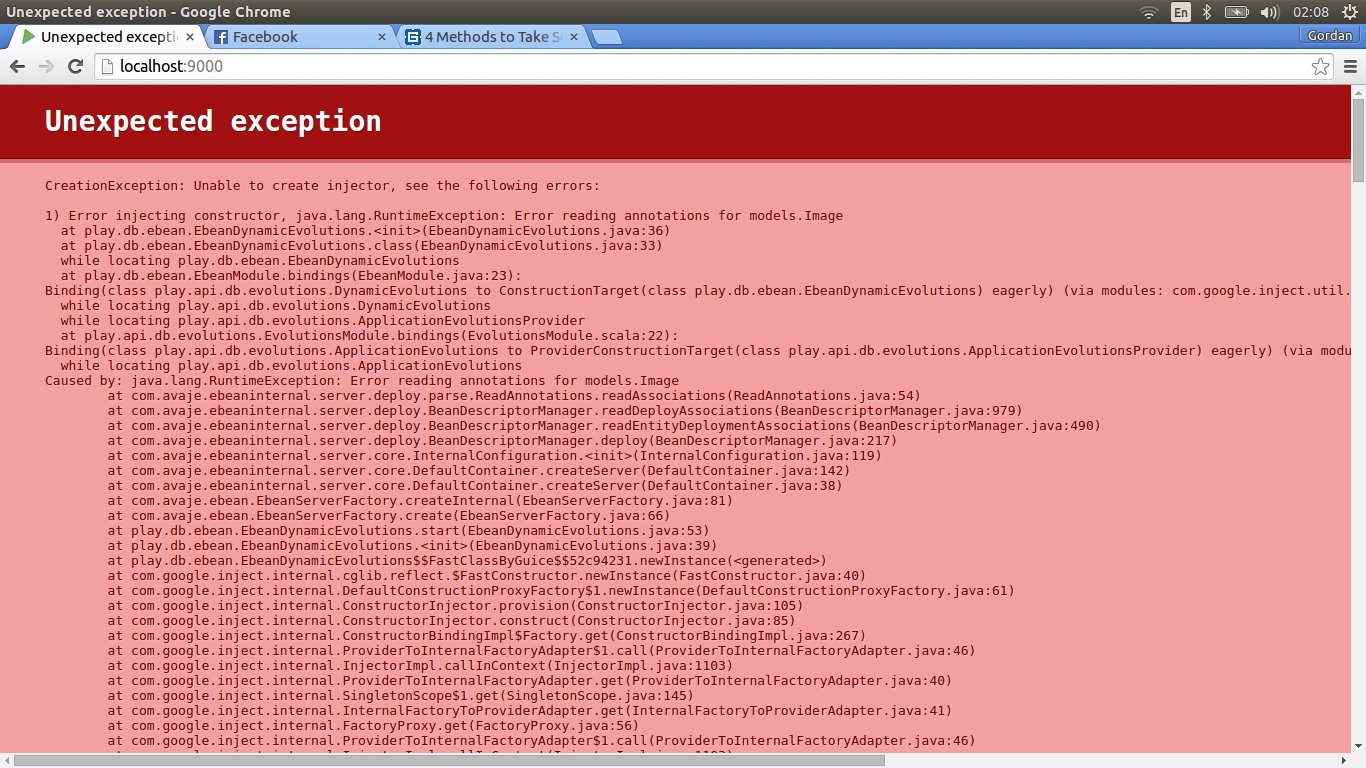 Unexpected exception - Google Chrome
En
02:08
Unexpected excepti
Facebook
4 Methods to Take S
Gordan
localhost:9000
Unexpected exception
CreationException: Unable to create injector, see the following errors:
1) Error injecting constructor, java.lang.RuntimeException: Error reading annotations for models.Image
at play.db.ebean.EbeanDynamicEvolutions.<init>(EbeanDynamicEvolutions.java:36)
at play.db.ebean.EbeanDynamicEvolutions.class(EbeanDynamicEvolutions.java:33)
while locating play.db.ebean.EbeanDynamicEvolutions
at play.db.ebean.EbeanModule.bindings(EbeanModule.java:23):
Binding(class play.api.db.evolutions.DynamicEvolutions to ConstructionTarget(class play.db.ebean.EbeanDynamicEvolutions) eagerly) (via modules: com.google.inject.util.
while locating play.api.db.evolutions.DynamicEvolutions
while locating play.api.db.evolutions.ApplicationEvolutionsProvider
at play.api.db.evolutions.EvolutionsModule.bindings(EvolutionsModule.scala:22):
Binding(class play.api.db.evolutions.ApplicationEvolutions to ProviderConstructionTarget(class play.api.db.evolutions.ApplicationEvolutionsProvider) eagerly) (via modu
while locating play.api.db.evolutions.ApplicationEvolutions
Caused by: java.lang.RuntimeException: Error reading annotations for models.Image
at com.avaje.ebeaninternal.server.deploy.parse.ReadAnnotations.readAssociations(ReadAnnotations.java:54)
at com.avaje.ebeaninternal.server.deploy.BeanDescriptorManager.readDeployAssociations(BeanDescriptorManager.java:979)
at com.avaje.ebeaninternal.server.deploy.BeanDescriptorManager.readEntityDeploymentAssociations(BeanDescriptorManager.java:490)
at com.avaje.ebeaninternal.server.deploy.BeanDescriptorManager.deploy(BeanDescriptorManager.java:217)
at com.avaje.ebeaninternal.server.core.InternalConfiguration.<init>(InternalConfiguration.java:119)
at com.avaje.ebeaninternal.server.core.DefaultContainer.createServer(DefaultContainer.java:142)
at com.avaje.ebeaninternal.server.core.DefaultContainer.createServer(DefaultContainer.java:38)
at com.avaje.ebean.EbeanServerFactory.createInternal(EbeanServerFactory.java:81)
at com.avaje.ebean.EbeanServerFactory.create(EbeanServerFactory.java:66)
at play.db.ebean.EbeanDynamicEvolutions.start(EbeanDynamicEvolutions.java:53)
at play.db.ebean.EbeanDynamicEvolutions.<init>(EbeanDynamicEvolutions.java:39)
at play.db.ebean.EbeanDynamicEvolutions$$FastClassByGuice$$52c94231.newInstance(<generated>)
at com.google.inject.internal.cglib.reflect.$FastConstructor.newInstance(FastConstructor.java:40)
at com.google.inject.internal.DefaultConstructionProxyFactory$1.newInstance(DefaultConstructionProxyFactory.java:61)
at com.google.inject.internal.ConstructorInjector.provision(ConstructorInjector.java:105)
at com.google.inject.internal.ConstructorInjector.construct(ConstructorInjector.java:85)
at com.google.inject.internal.ConstructorBindingImpl$Factory.get(ConstructorBindingImpl.java:267)
at com.google.inject.internal.ProviderToInternalFactoryAdapter$1.call(ProviderToInternalFactoryAdapter.java:46)
at com.google.inject.internal.InjectorImpl.callInContext(InjectorImpl.java:1103)
at com.google.inject.internal.ProviderToInternalFactoryAdapter.get(ProviderToInternalFactoryAdapter.java:40)
at com.google.inject.internal.SingletonScope$1.get(SingletonScope.java:145)
at com.google.inject.internal.InternalFactoryToProviderAdapter.get(InternalFactoryToProviderAdapter.java:41)
at com.google.inject.internal.FactoryProxy.get(FactoryProxy.java:56)
at com.google.inject.internal.ProviderToInternalFactoryAdapter$1.call(ProviderToInternalFactoryAdapter.java:46)